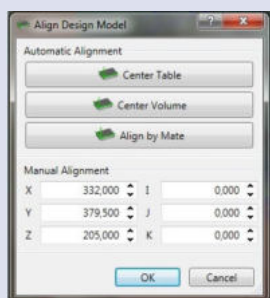 Align Design Model
Automatic Alignment
Center Table
Center Volume
Align by Mate
Manual Alignment
X 332,000 I 0,000
Y 379,500 J 0,000
Z 205,000 K 0,000
OK Cancel